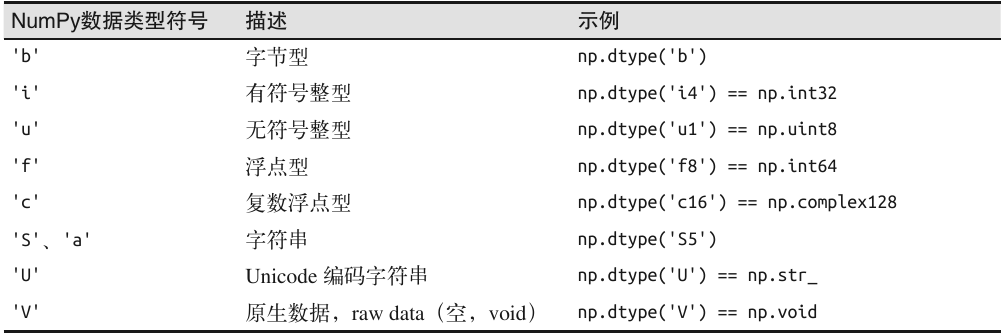 NumPy数据类型符号 描述 示例
'b' 字节型 np.dtype('b')
'i' 有符号整型 np.dtype('i4') == np.int32
'u' 无符号整型 np.dtype('u1') == np.uint8
'f' 浮点型 np.dtype('f8') == np.int64
'c' 复数浮点型 np.dtype('c16') == np.complex128
'S'、'a' 字符串 np.dtype('S5')
'U' Unicode 编码字符串 np.dtype('U') == np.str_
'V' 原生数据，raw data（空，void） np.dtype('V') == np.void